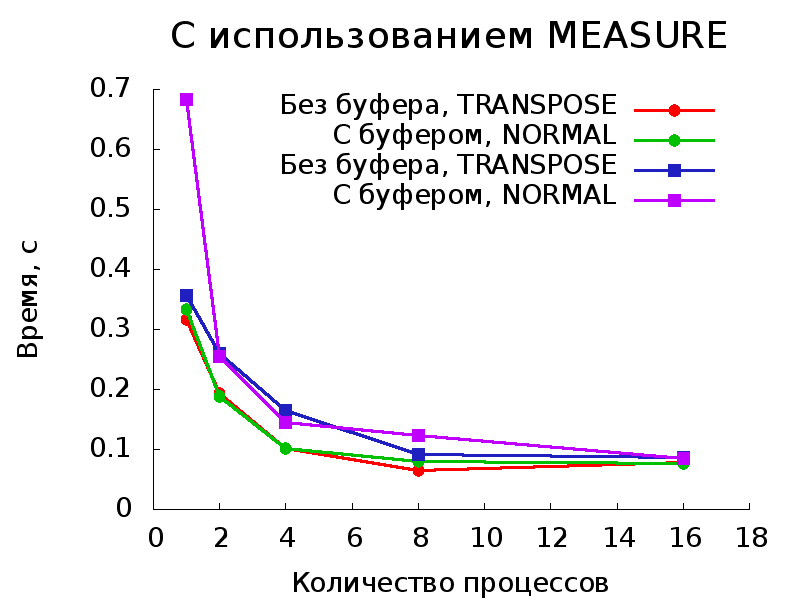 С использованием MEASURE
Без буфера, TRANSPOSE
С буфером, NORMAL
Без буфера, TRANSPOSE
С буфером, NORMAL
Время, с
0.7
0.6
0.5
0.4
0.3
0.2
0.1
0
0 2 4 6 8 10 12 14 16 18
Количество процессов